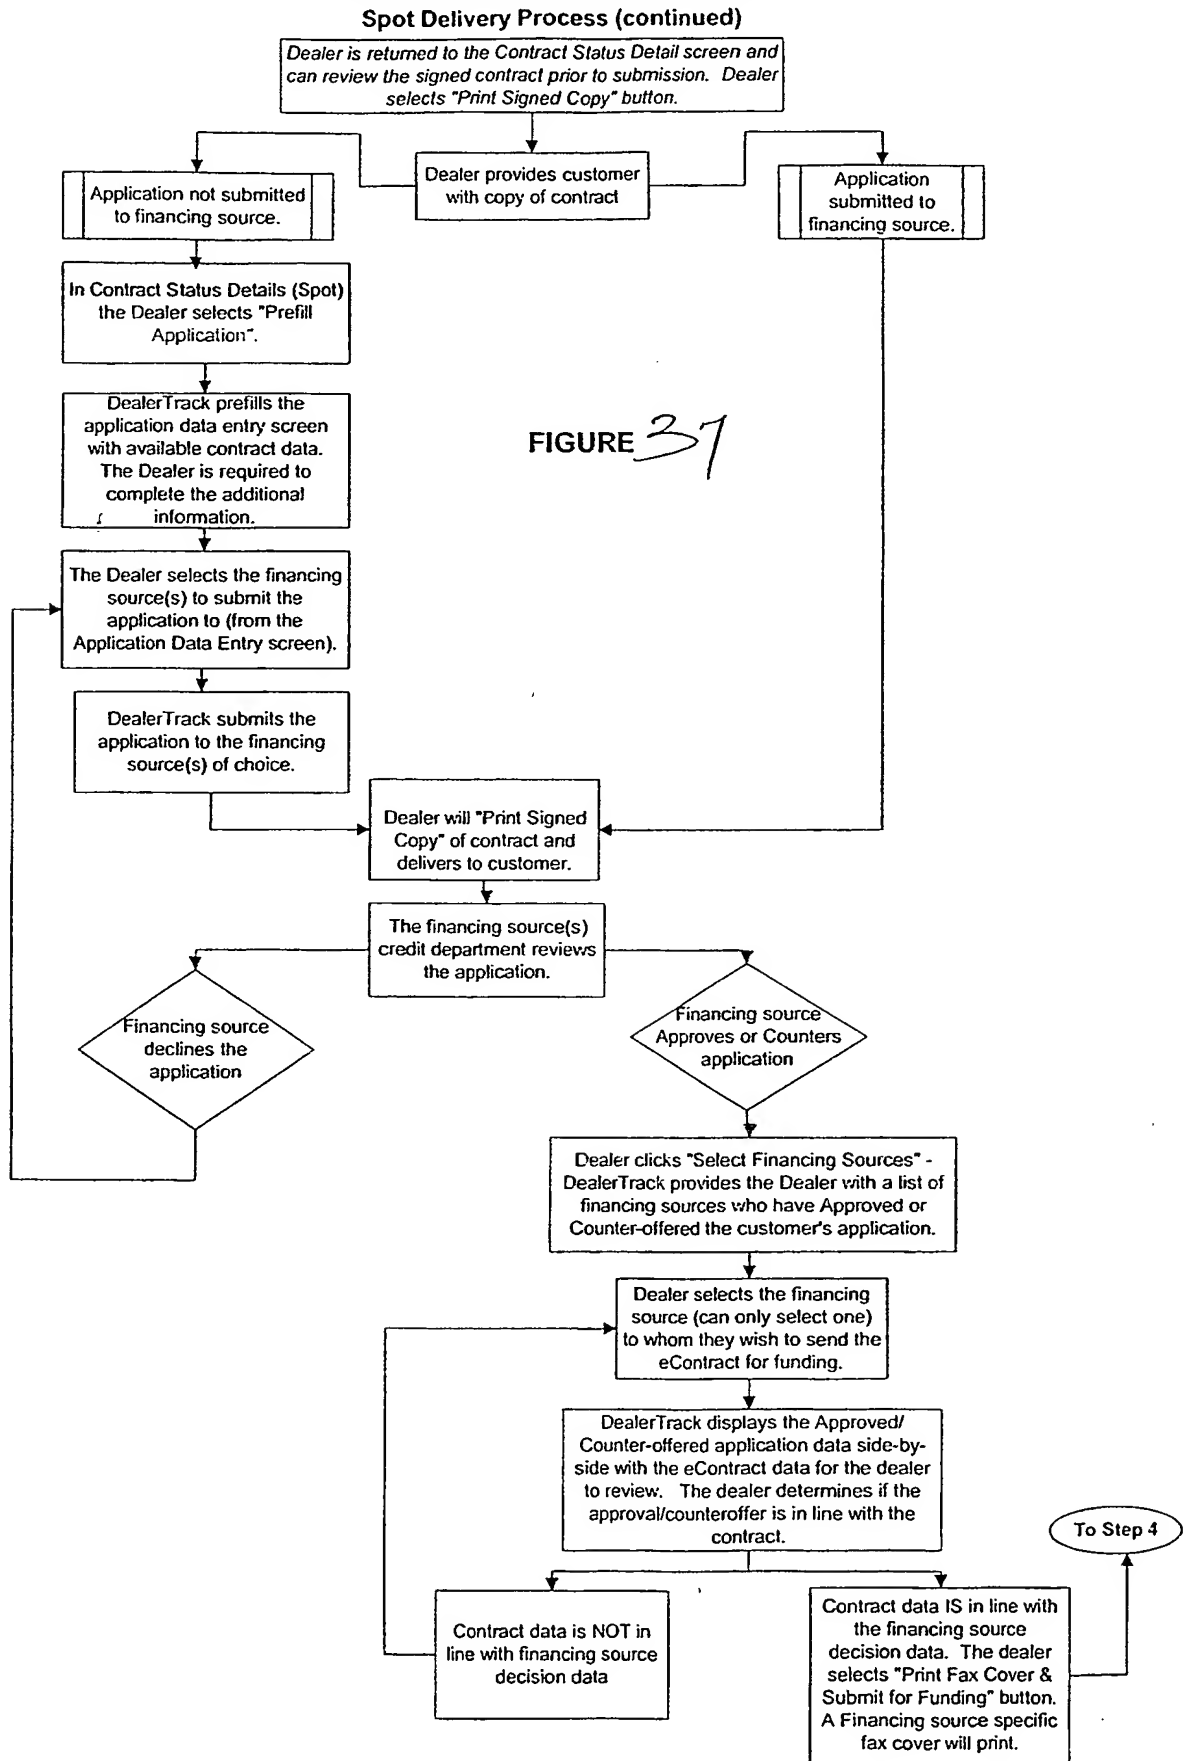 Spot Delivery Process (continued)
Dealer is returned to the Contract Status Detail screen and
can review the signed contract prior to submission. Dealer
selects "Print Signed Copy" button.
Dealer provides customer
with copy of contract
Application not submitted
to financing source.
Application
submitted to
financing source.
In Contract Status Details (Spot)
the Dealer selects "Prefill
Application".
DealerTrack prefills the
application data entry screen
with available contract data.
The Dealer is required to
complete the additional
information.
FIGURE 37
The Dealer selects the financing
source(s) to submit the
application to (from the
Application Data Entry screen).
DealerTrack submits the
application to the financing
source(s) of choice.
Dealer will "Print Signed
Copy" of contract and
delivers to customer.
The financing source(s)
credit department reviews
the application.
Financing source
declines the
application
Financing source
Approves or Counters
application
Dealer clicks "Select Financing Sources" -
DealerTrack provides the Dealer with a list of
financing sources who have Approved or
Counter-offered the customer's application.
Dealer selects the financing
source (can only select one)
to whom they wish to send the
eContract for funding.
DealerTrack displays the Approved/
Counter-offered application data side-by-
side with the eContract data for the dealer
to review. The dealer determines if the
approval/counteroffer is in line with the
contract.
To Step 4
Contract data is NOT in
line with financing source
decision data
Contract data IS in line with
the financing source
decision data. The dealer
selects "Print Fax Cover &
Submit for Funding" button.
A Financing source specific
fax cover will print.